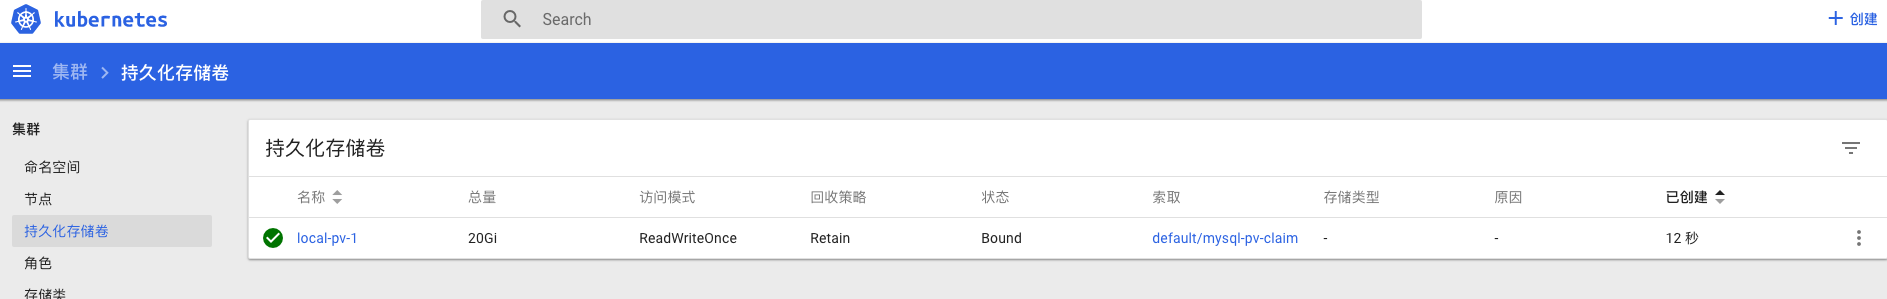 kubernetes
Search
创建
集群 持久化存储卷
集群
命名空间
节点
持久化存储卷
角色
存储类
持久化存储卷
名称 总量 访问模式 回收策略 状态 索取 存储类型 原因 已创建
local-pv-1 20Gi ReadWriteOnce Retain Bound default/mysql-pv-claim - - 12 秒